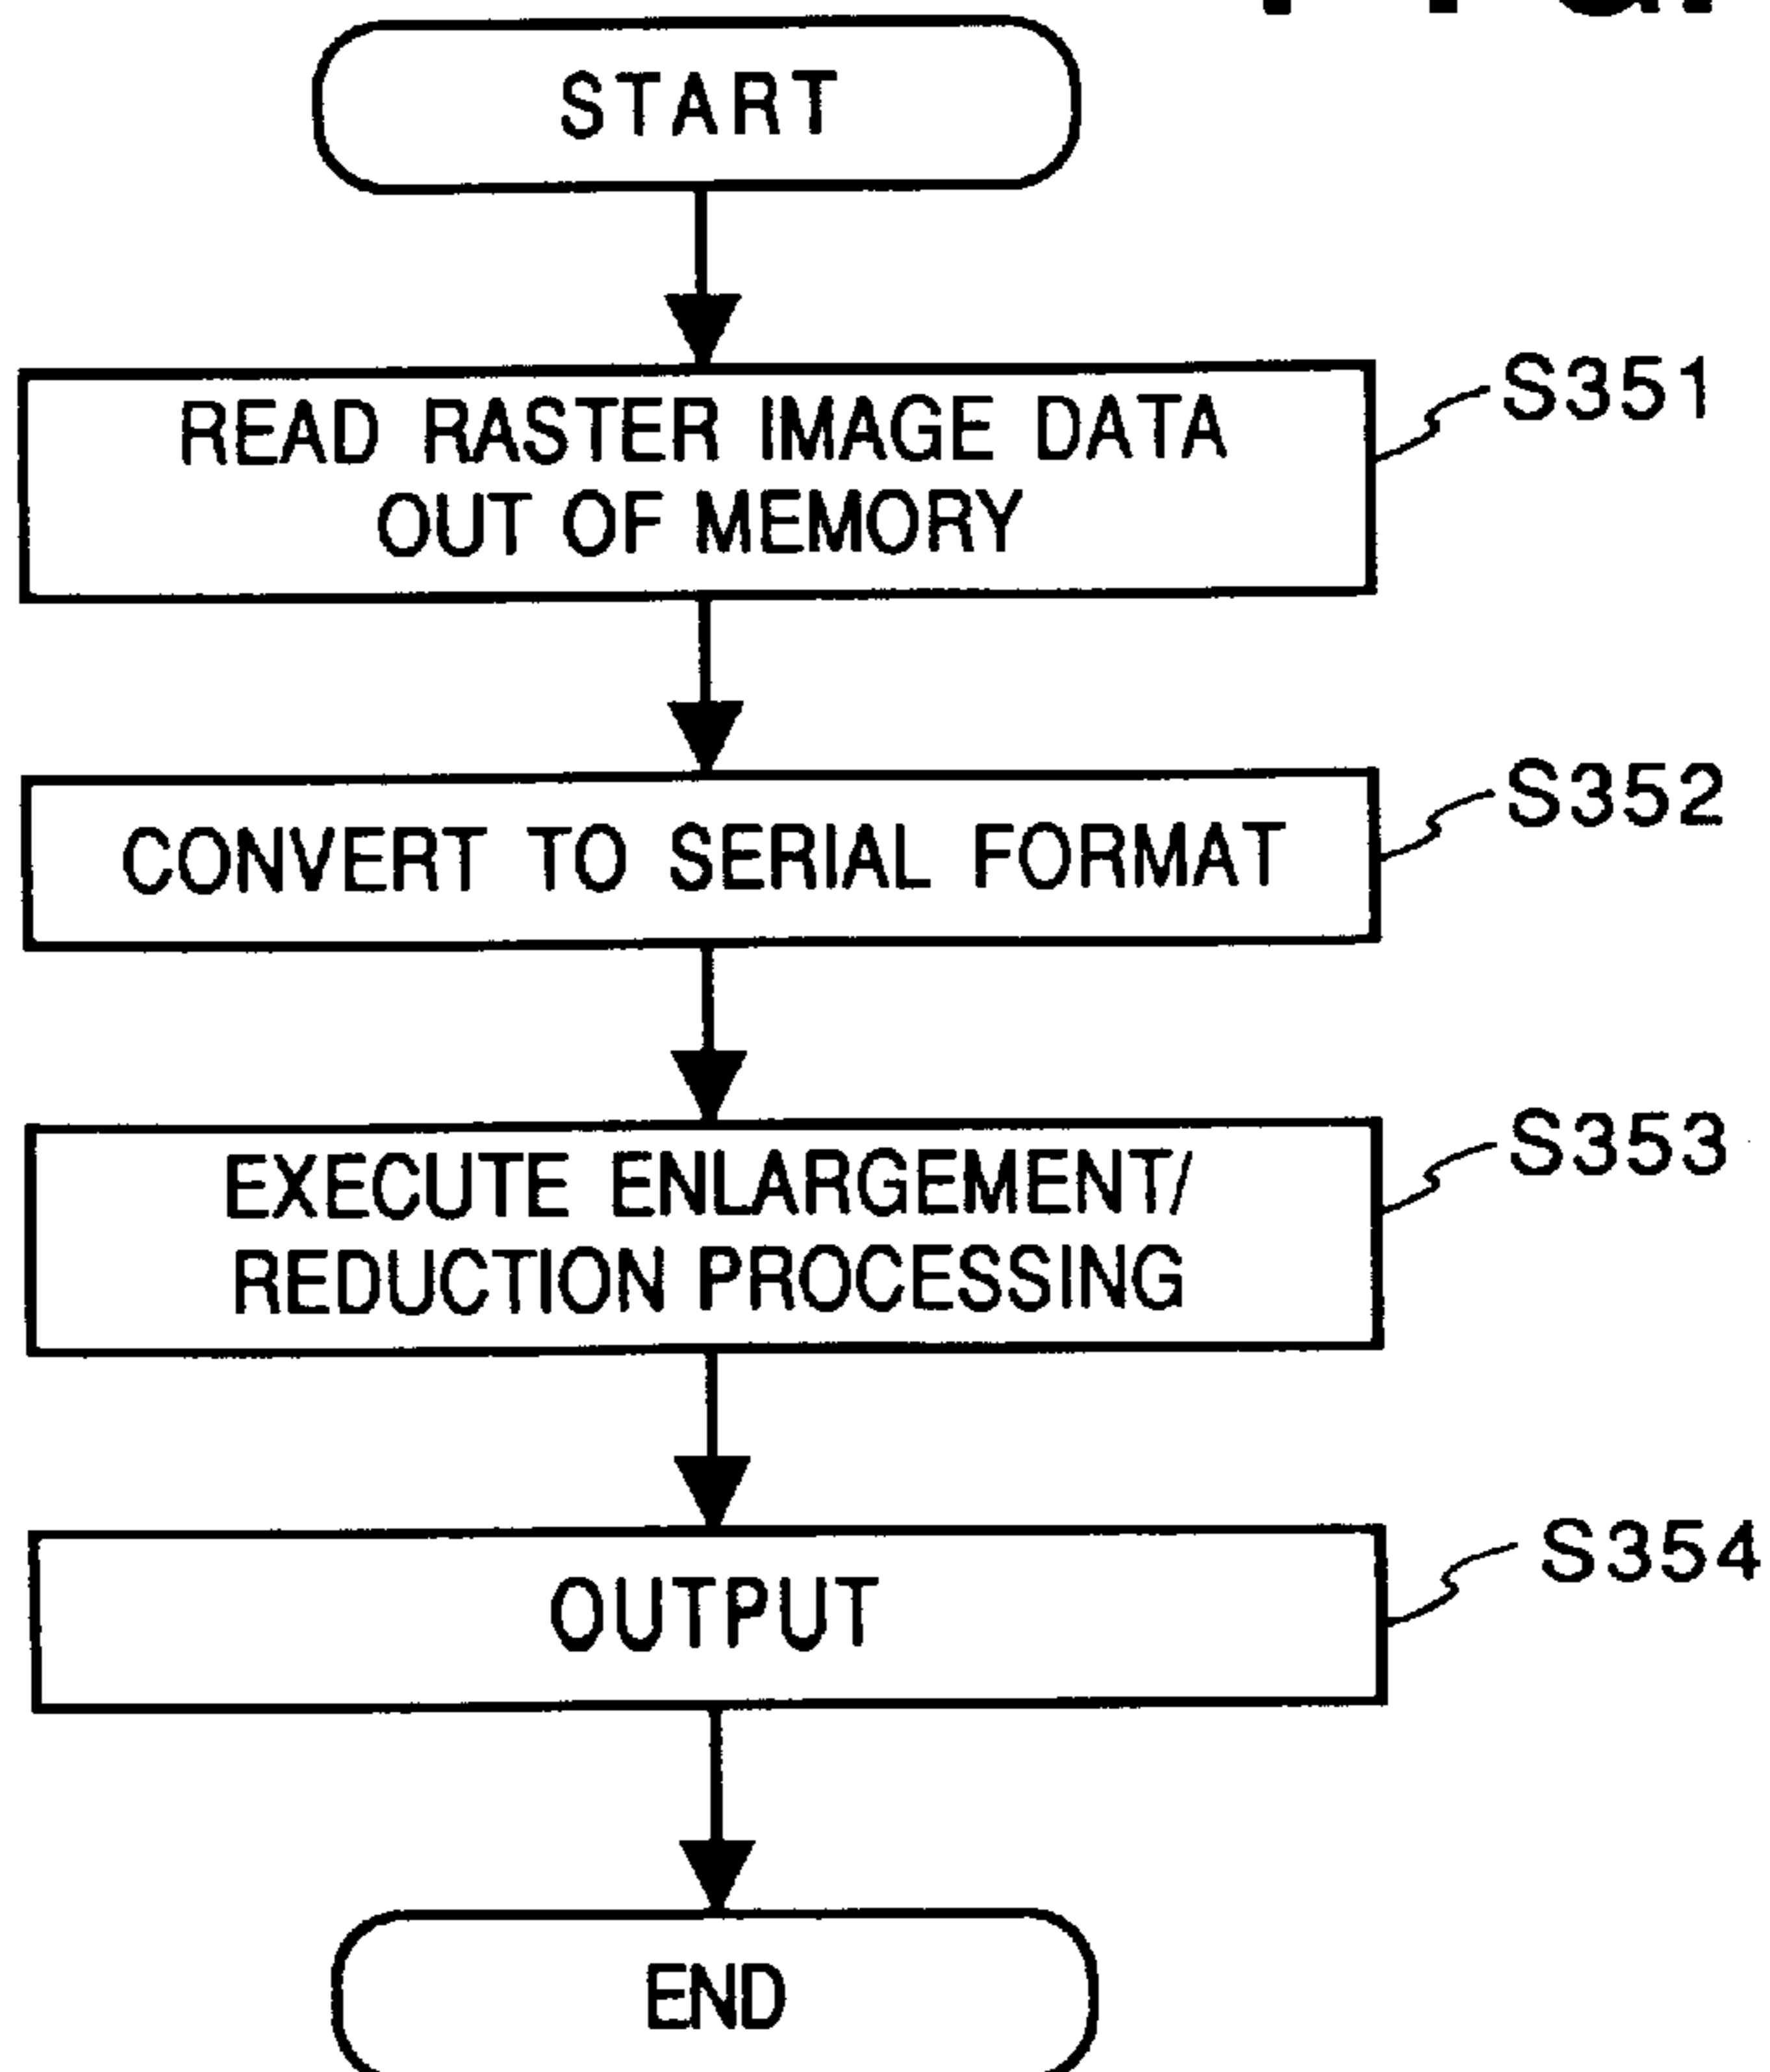 START
READ RASTER IMAGE DATA
OUT OF MEMORY
S351
CONVERT TO SERIAL FORMAT
S352
EXECUTE ENLARGEMENT/
REDUCTION PROCESSING
S353
OUTPUT
S354
END